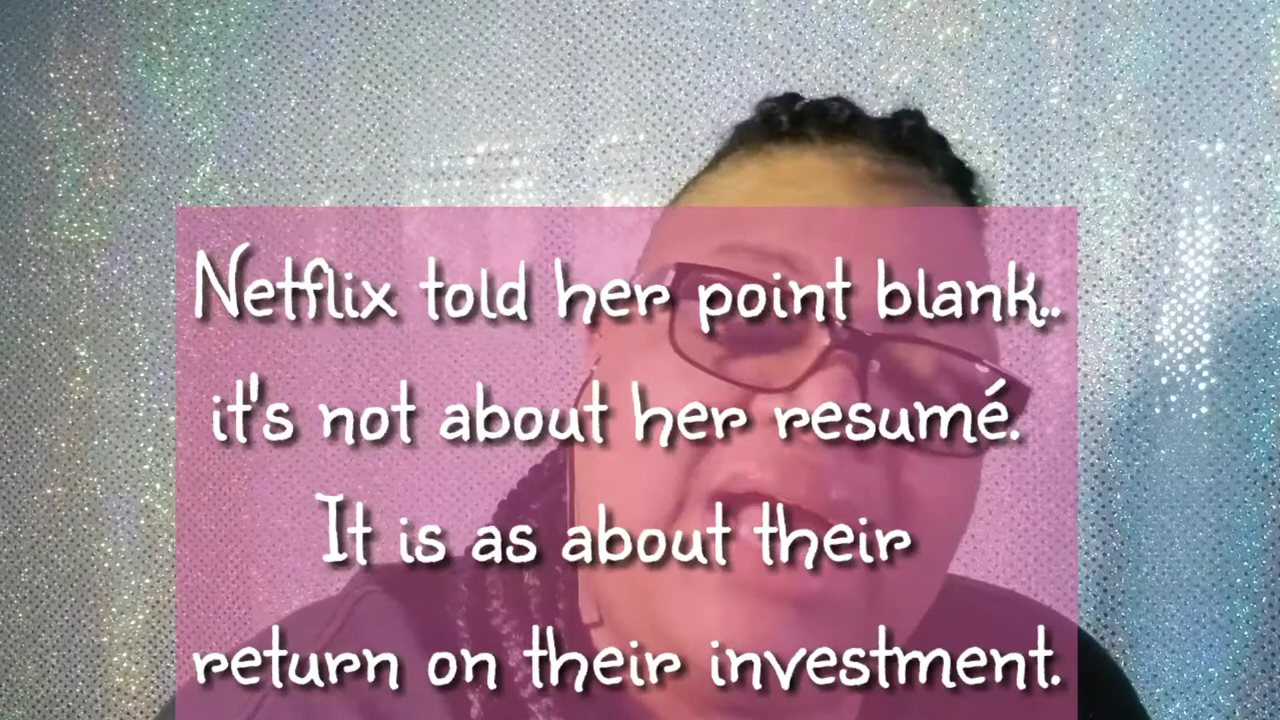 Netflix told her point blank..
it's not about her resumé.
It is as about their
return on their investment.